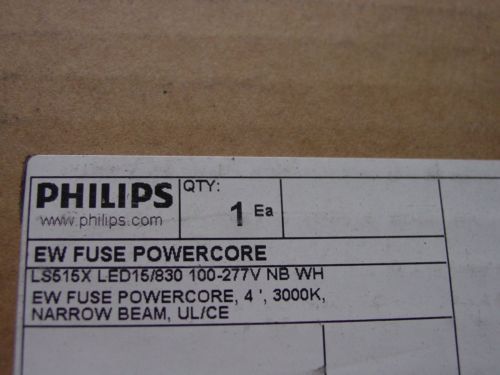 PHILIPS
www.philips.com
QTY:
1 Ea
EW FUSE POWERCORE
LS515X LED15/830 100-277V NB WH
EW FUSE POWERCORE, 4 ', 3000K,
NARROW BEAM, UL/CE